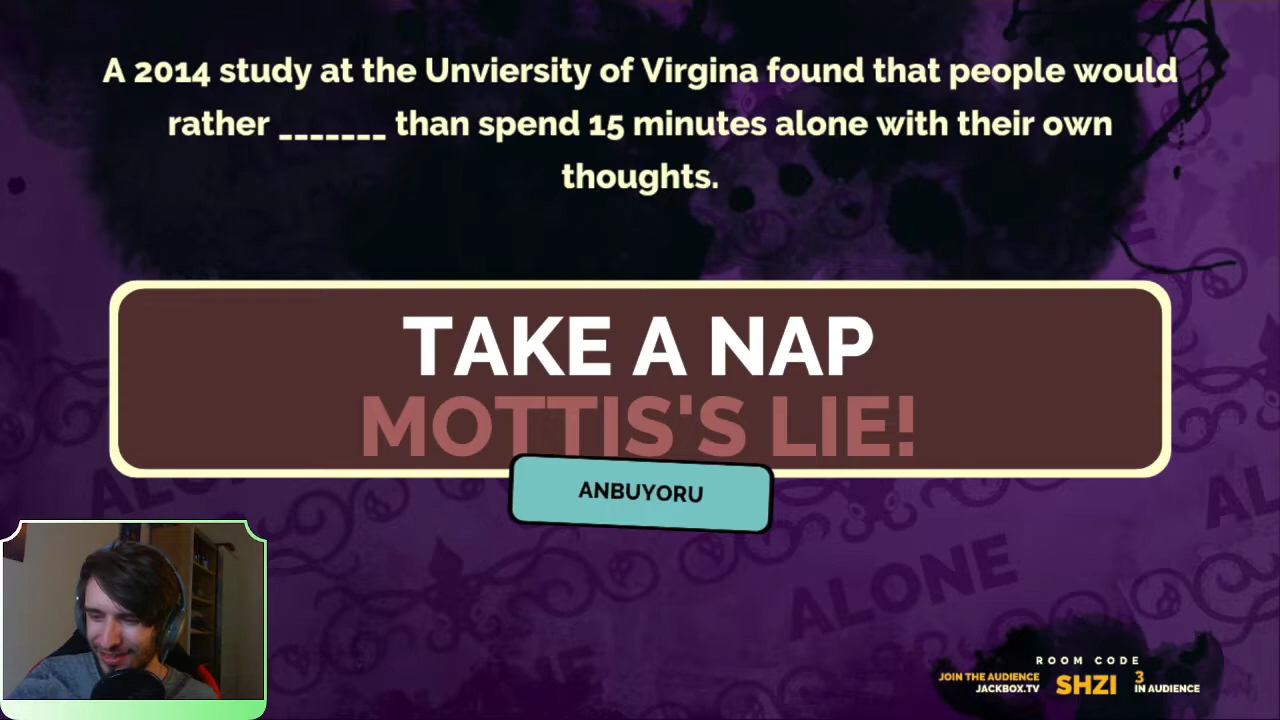 A 2014 study at the Unviersity of Virgina found that people would
rather _______ than spend 15 minutes alone with their own
thoughts.
TAKE A NAP
MOTTIS'S LIE!
ANBUYORU
ALONE
ROOM CODE
JOIN THE AUDIENCE
JACKBOX.TV
SHZI
3
IN AUDIENCE